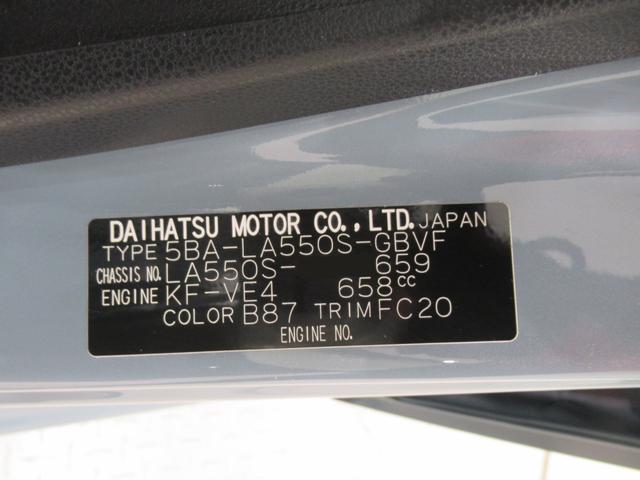 DAIHATSU MOTOR CO., LTD. JAPAN
TYPE 5BA-LA550S-GBVF
CHASSIS NO. LA550S- 659
ENGINE KF-VE4 658cc
COLOR B87 TRIM FC20
ENGINE NO.